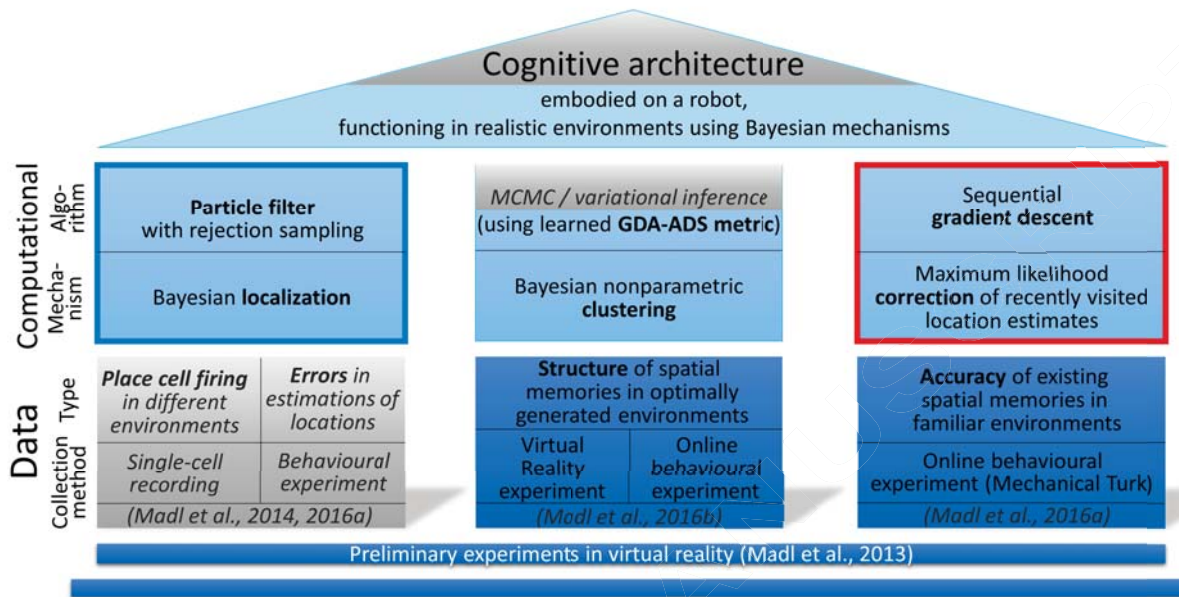 Cognitive architecture
embodied on a robot,
functioning in realistic environments using Bayesian mechanisms
Computational
Algo-
rithm
Particle filter
with rejection sampling
MCMC / variational inference
(using learned GDA-ADS metric)
Sequential
gradient descent
Mecha-
nism
Bayesian localization
Bayesian nonparametric
clustering
Maximum likelihood
correction of recently visited
location estimates
Data
Type
Place cell firing
in different
environments
Errors in
estimations of
locations
Structure of spatial
memories in optimally
generated environments
Accuracy of existing
spatial memories in
familiar environments
Collection
method
Single-cell
recording
Behavioural
experiment
Virtual
Reality
experiment
Online
behavioural
experiment
Online behavioural
experiment (Mechanical Turk)
(Madl et al., 2014, 2016a)
(Madl et al., 2016b)
(Madl et al., 2016a)
Preliminary experiments in virtual reality (Madl et al., 2013)